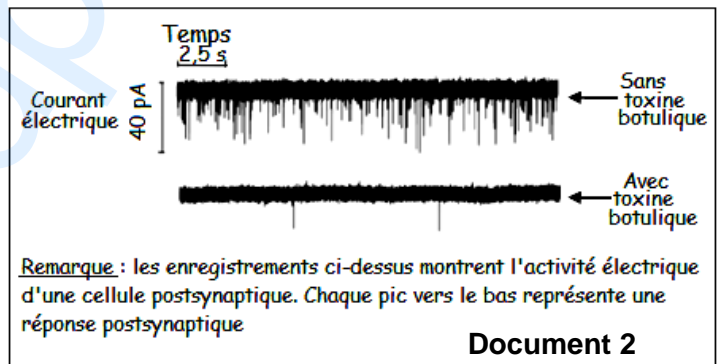 Temps
2,5 s
Courant
électrique
40 pA
Sans
toxine
botulique
Avec
toxine
botulique
Remarque : les enregistrements ci-dessus montrent l'activité électrique
d'une cellule postsynaptique. Chaque pic vers le bas représente une
réponse postsynaptique
Document 2